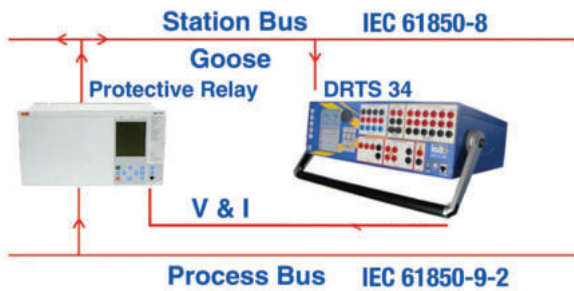 Station Bus IEC 61850-8
Goose
Protective Relay
DRTS 34
V & I
Process Bus IEC 61850-9-2